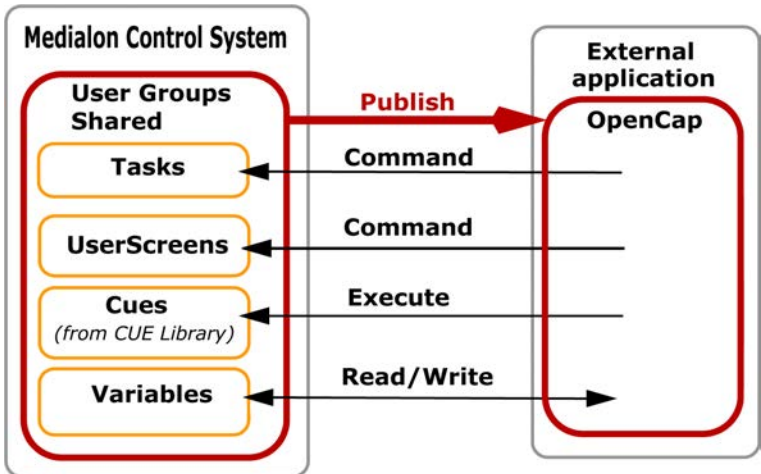 Medialon Control System
User Groups
Shared
Tasks
UserScreens
Cues
(from CUE Library)
Variables
Publish
Command
Command
Execute
Read/Write
External
application
OpenCap